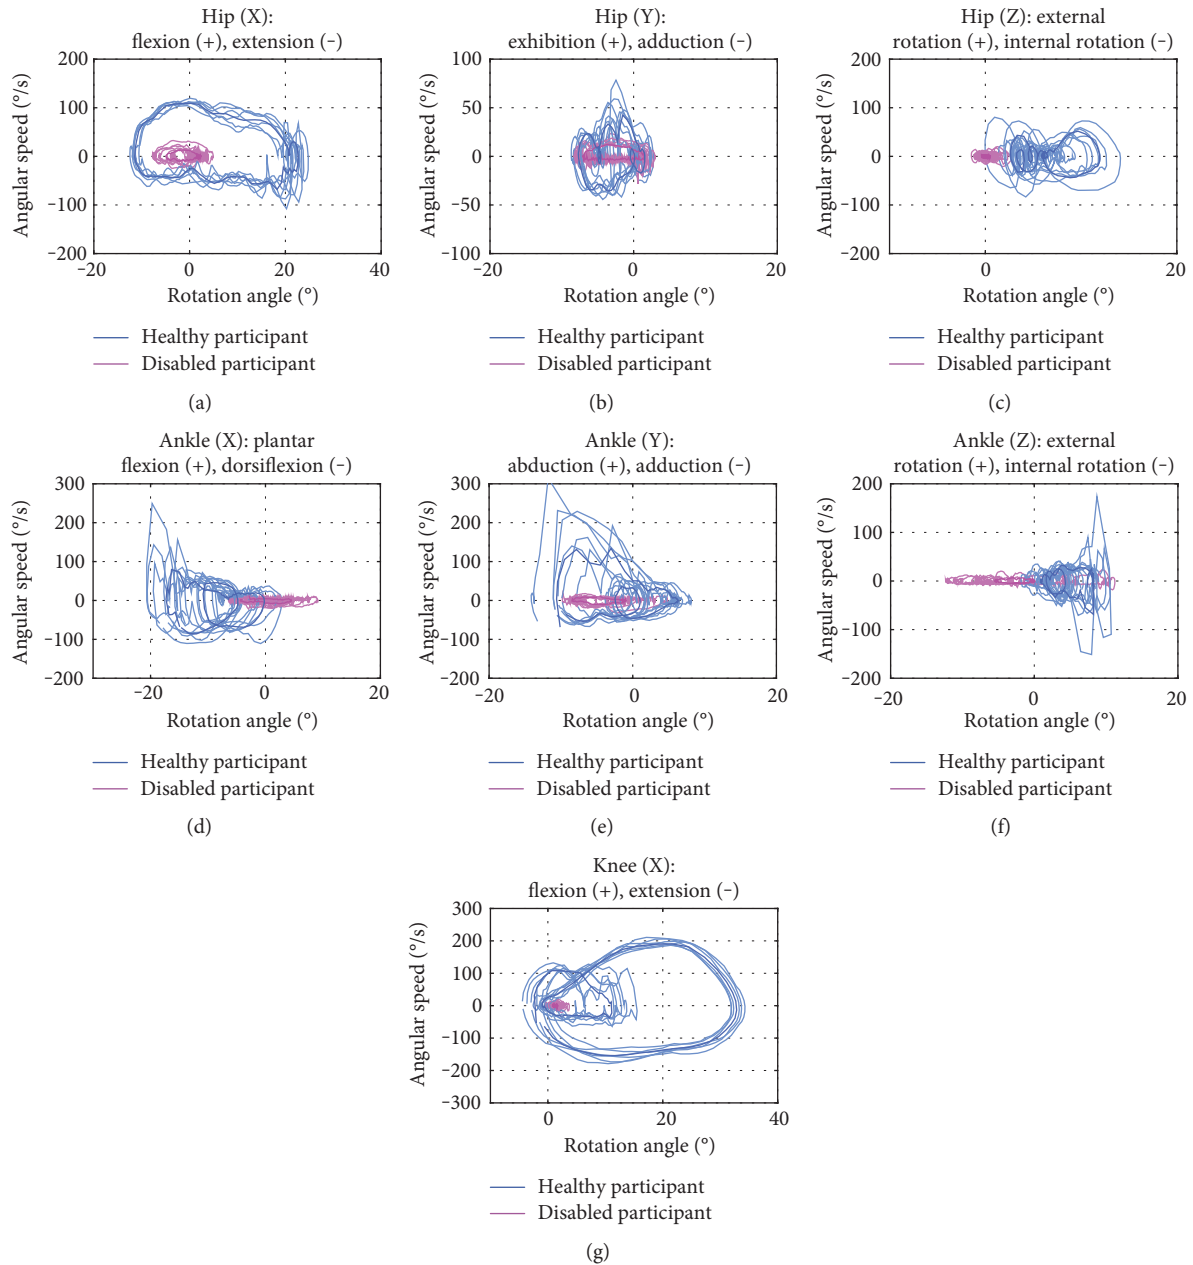 Hip (X):
flexion (+), extension (−)
200
100
0
−100
−200
Angular speed (°/s)
−20
0
20
40
Rotation angle (°)
Healthy participant
Disabled participant
(a)
Hip (Y):
exhibition (+), adduction (−)
100
50
0
−50
−100
Angular speed (°/s)
−20
0
20
Rotation angle (°)
Healthy participant
Disabled participant
(b)
Hip (Z): external
rotation (+), internal rotation (−)
200
100
0
−100
−200
Angular speed (°/s)
0
20
Rotation angle (°)
Healthy participant
Disabled participant
(c)
Ankle (X): plantar
flexion (+), dorsiflexion (−)
300
200
100
0
−100
−200
Angular speed (°/s)
−20
0
20
Rotation angle (°)
Healthy participant
Disabled participant
(d)
Ankle (Y):
abduction (+), adduction (−)
300
200
100
0
−100
−200
Angular speed (°/s)
−20
0
20
Rotation angle (°)
Healthy participant
Disabled participant
(e)
Ankle (Z): external
rotation (+), internal rotation (−)
200
100
0
−100
−200
Angular speed (°/s)
−20
0
20
Rotation angle (°)
Healthy participant
Disabled participant
(f)
Knee (X):
flexion (+), extension (−)
300
200
100
0
−100
−200
−300
Angular speed (°/s)
0
20
40
Rotation angle (°)
Healthy participant
Disabled participant
(g)